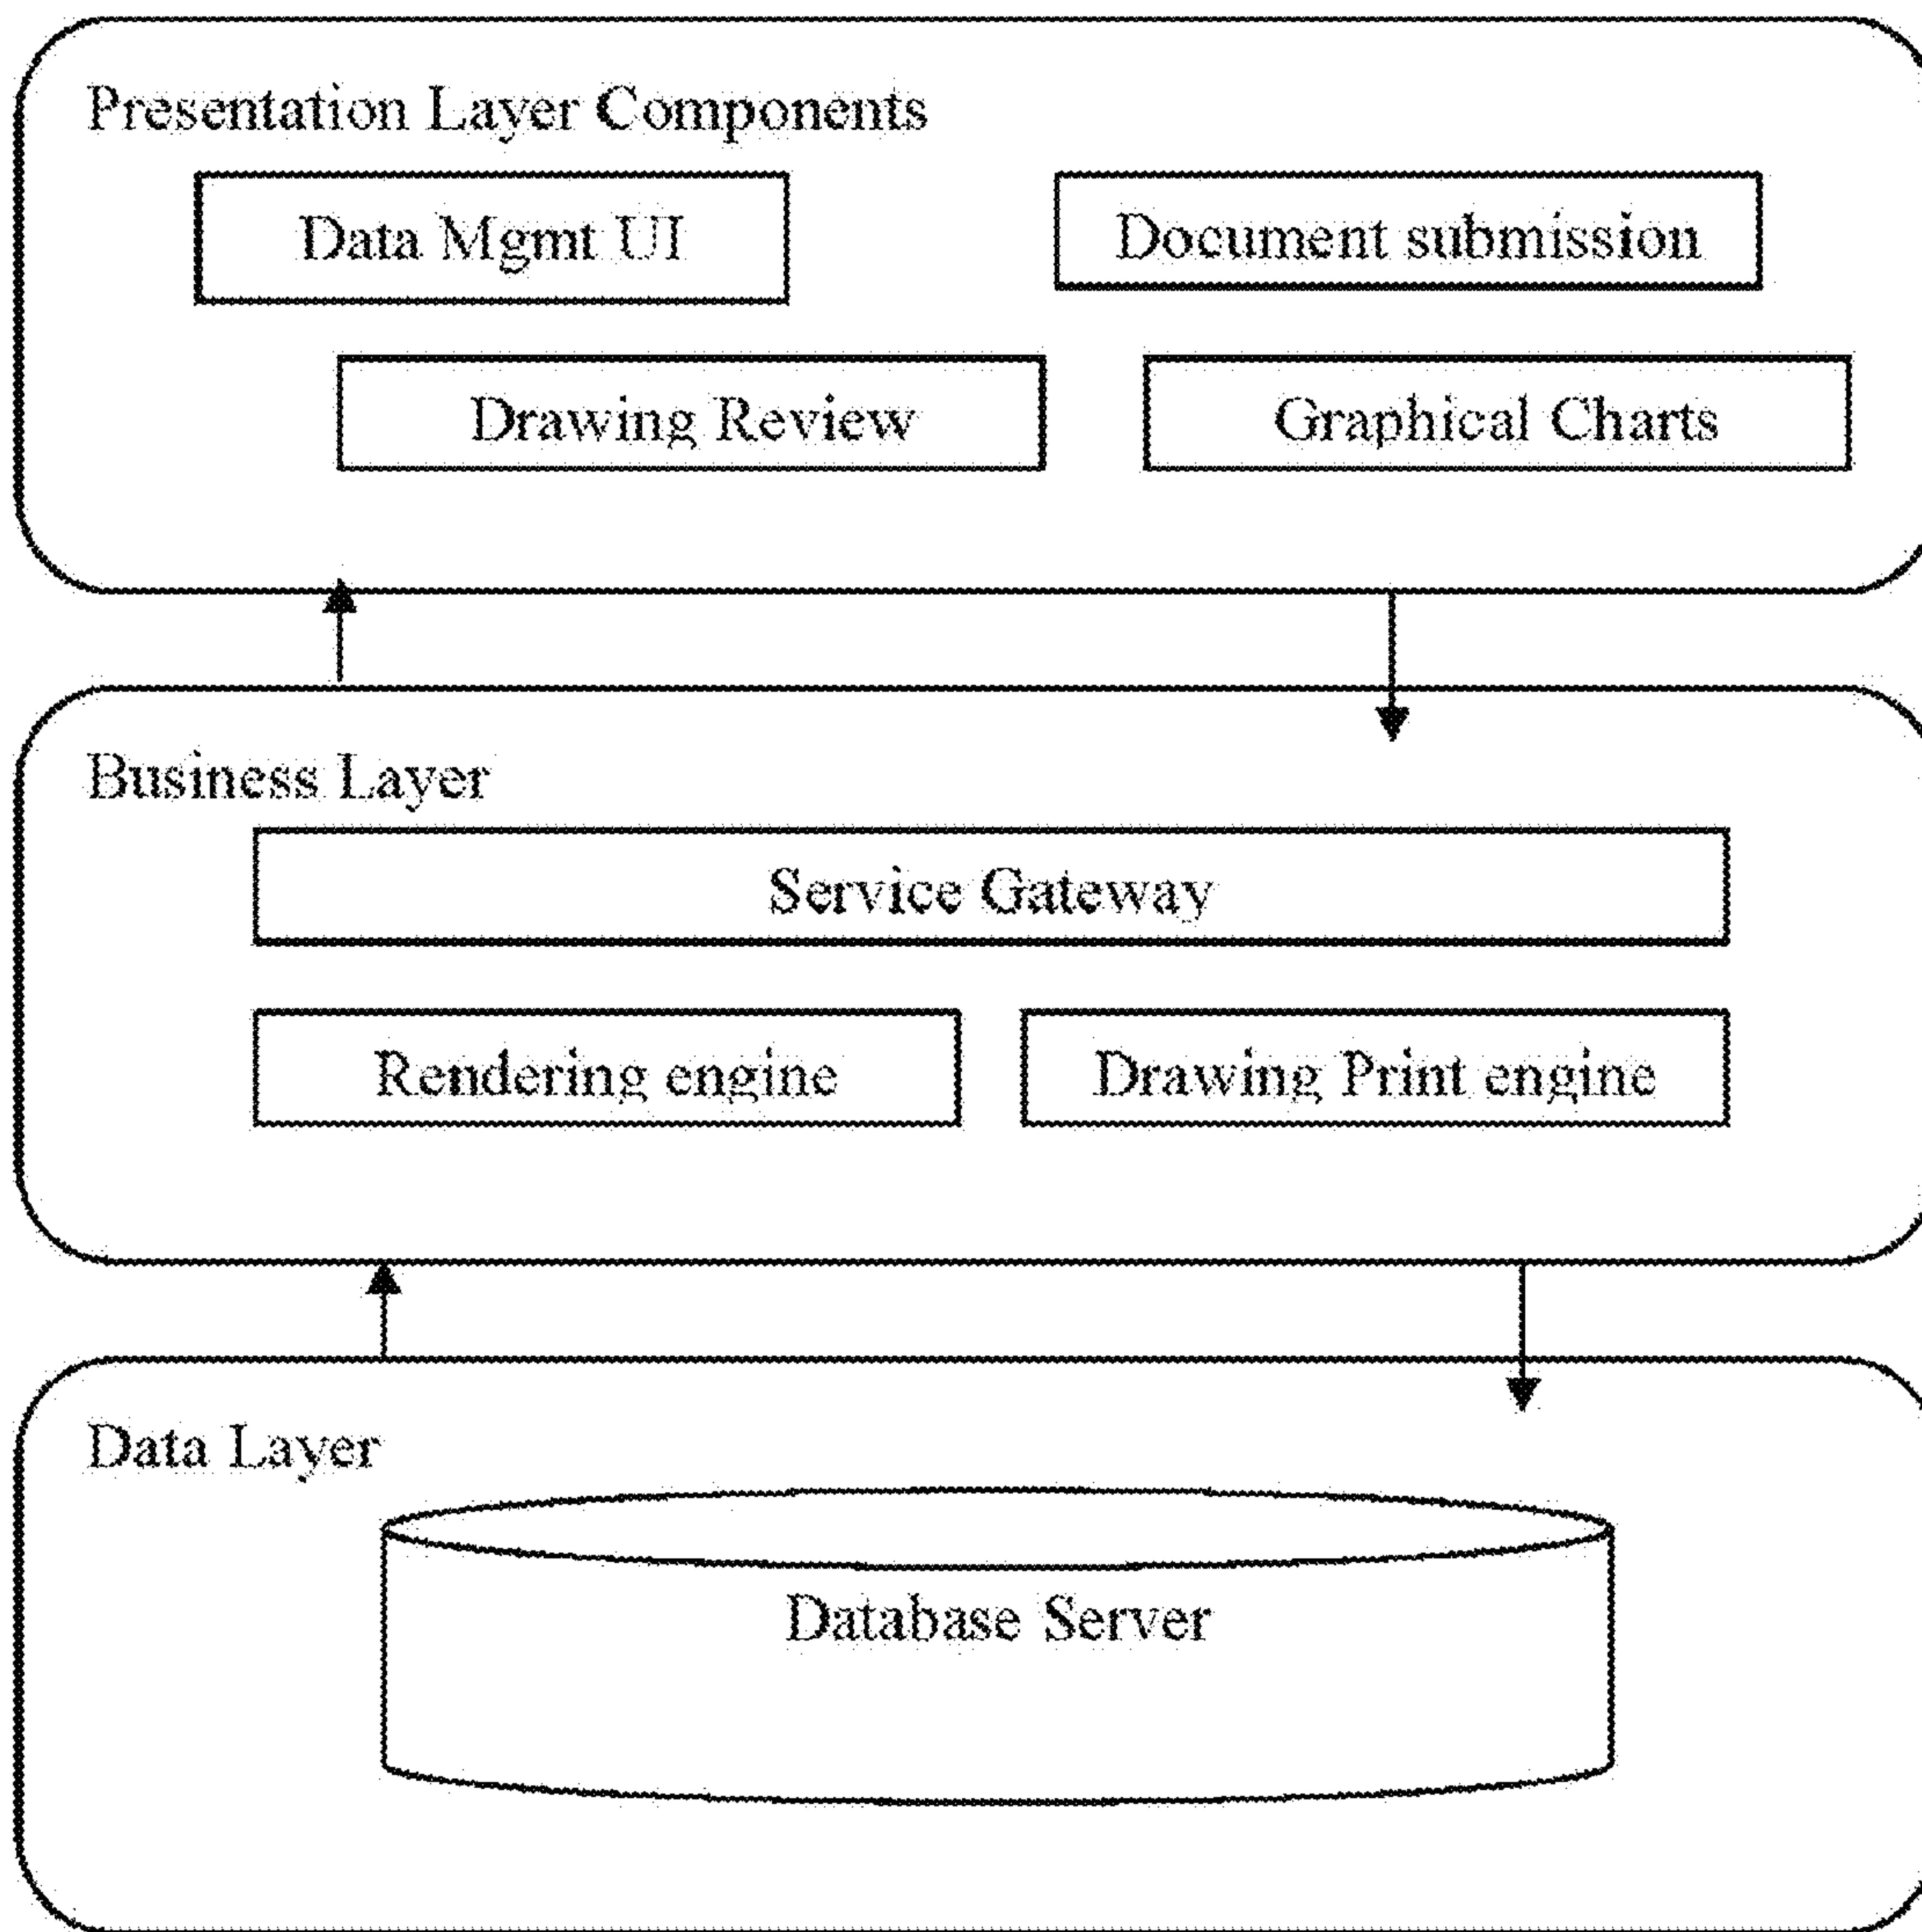 Presentation Layer Components
Data Mgmt UI
Document submission
Drawing Review
Graphical Charts
Business Layer
Service Gateway
Rendering engine
Drawing Print engine
Data Layer
Database Server